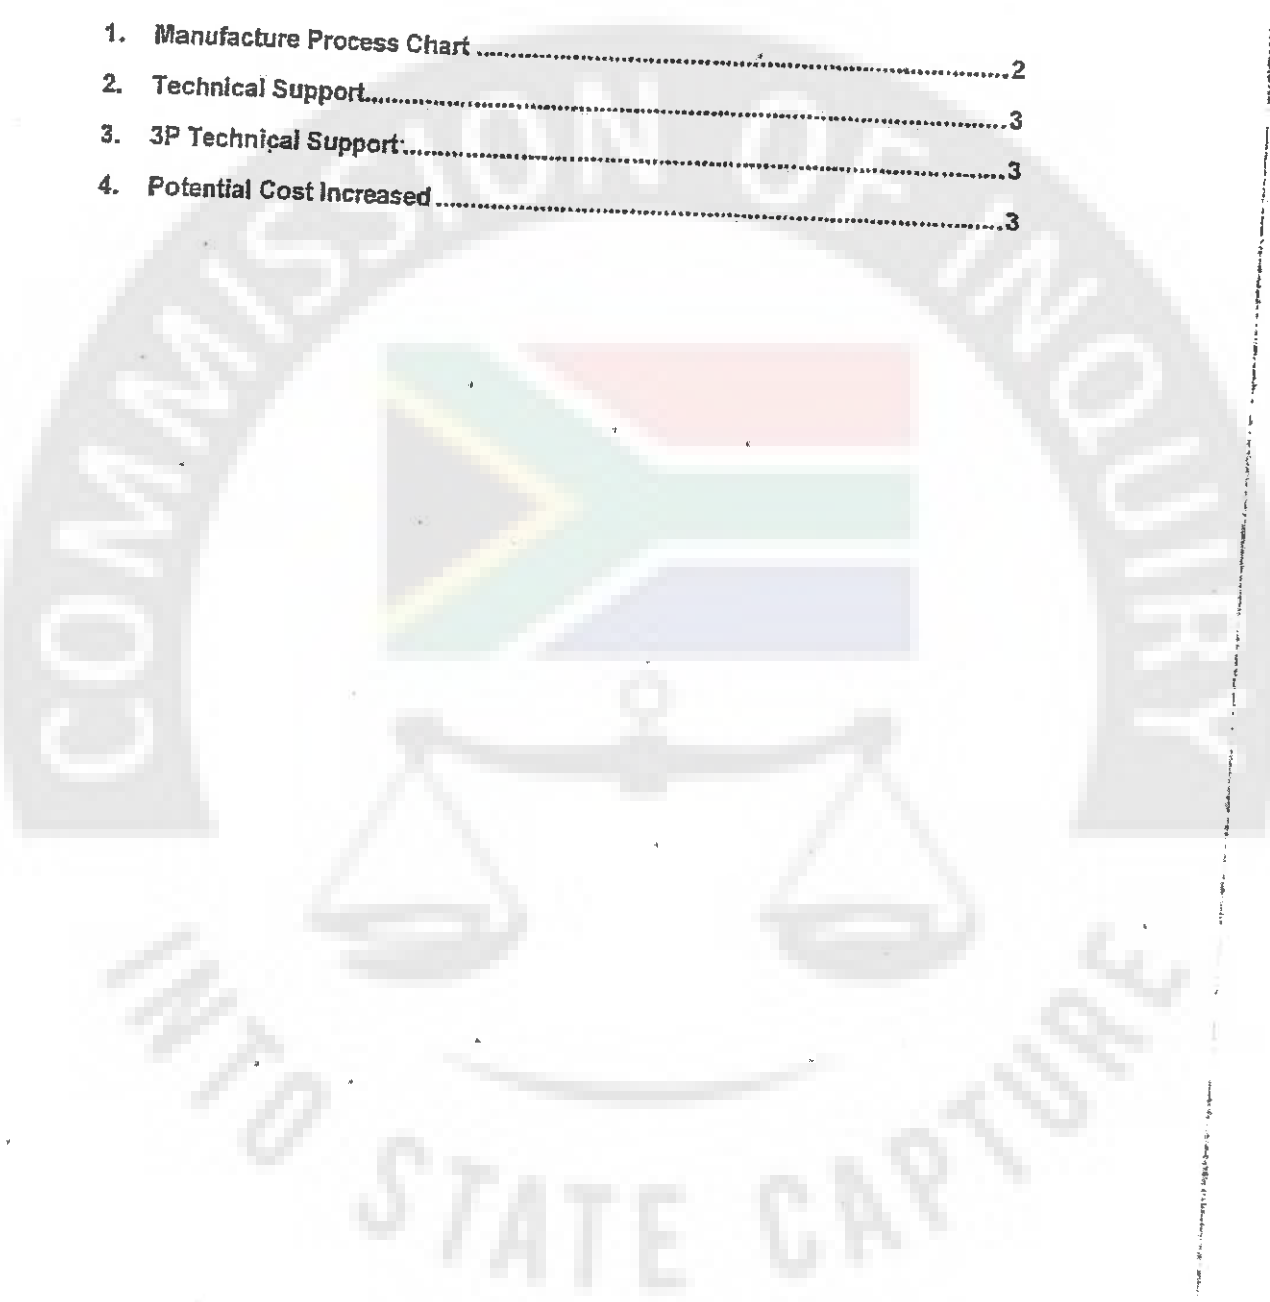 1. Manufacture Process Chart ........................................ 2
2. Technical Support ........................................ 3
3. 3P Technical Support: ........................................ 3
4. Potential Cost Increased ........................................ 3
COMMISSION OF INQUIRY
INTO STATE CAPTURE